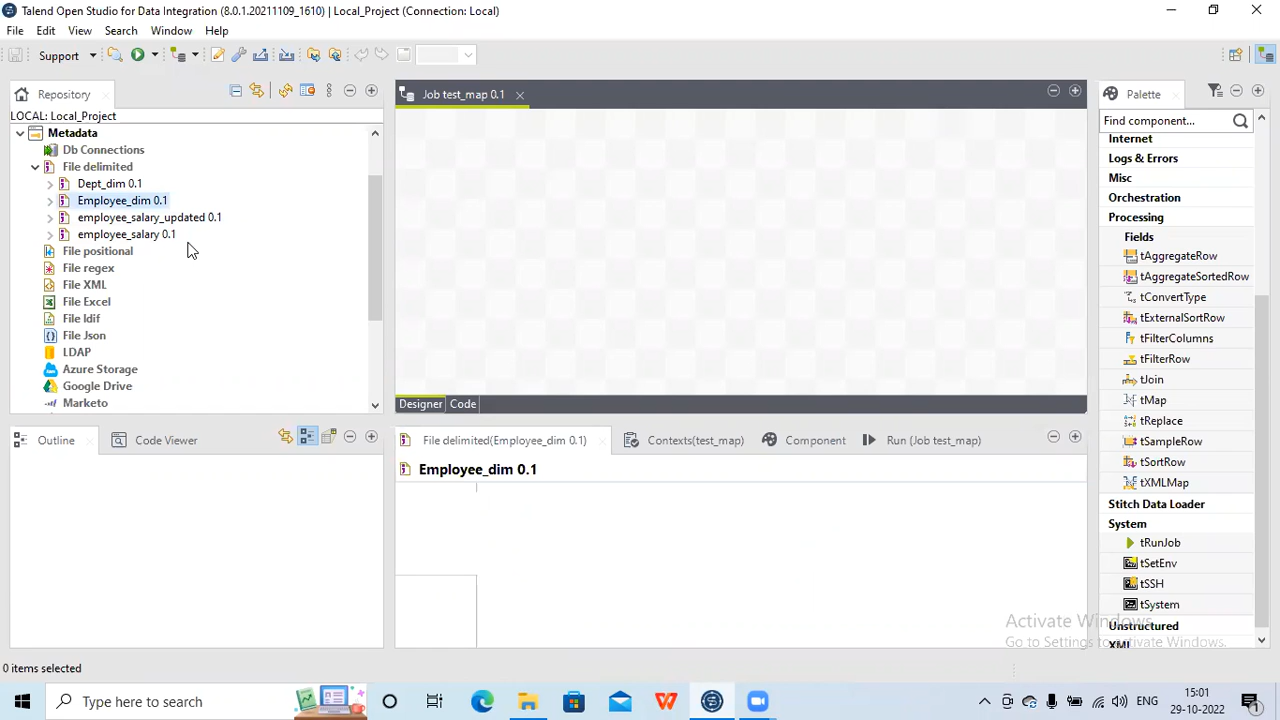 Talend Open Studio for Data Integration (8.0.1.20211109_1610) | Local_Project (Connection: Local)
File Edit View Search Window Help
Support
Repository
LOCAL: Local_Project
Metadata
Db Connections
File delimited
Dept_dim 0.1
Employee_dim 0.1
employee_salary_updated 0.1
employee_salary 0.1
File positional
File regex
File XML
File Excel
File ldif
File Json
LDAP
Azure Storage
Google Drive
Marketo
Job test_map 0.1
Designer Code
Palette
Find component...
Internet
Logs & Errors
Misc
Orchestration
Processing
Fields
tAggregateRow
tAggregateSortedRow
tConvertType
tExternalSortRow
tFilterColumns
tFilterRow
tJoin
tMap
tReplace
tSampleRow
tSortRow
tXMLMap
Stitch Data Loader
System
tRunJob
tSetEnv
tSSH
tSystem
Unstructured
XML
Outline Code Viewer
File delimited(Employee_dim 0.1) Contexts(test_map) Component Run (Job test_map)
Employee_dim 0.1
Activate Windows
Go to Settings to activate Windows.
0 items selected
Type here to search
ENG
15:01
29-10-2022
1